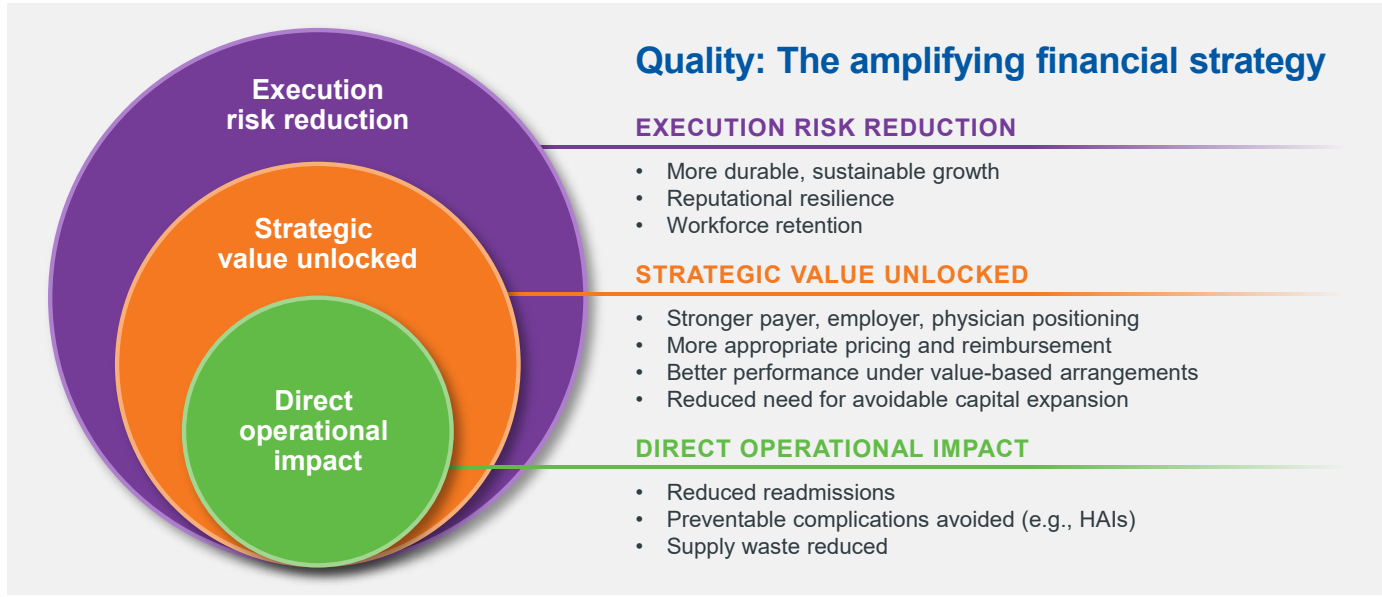 Execution
risk reduction
Strategic
value unlocked
Direct
operational
impact
Quality: The amplifying financial strategy
EXECUTION RISK REDUCTION
• More durable, sustainable growth
• Reputational resilience
• Workforce retention
STRATEGIC VALUE UNLOCKED
• Stronger payer, employer, physician positioning
• More appropriate pricing and reimbursement
• Better performance under value-based arrangements
• Reduced need for avoidable capital expansion
DIRECT OPERATIONAL IMPACT
• Reduced readmissions
• Preventable complications avoided (e.g., HAIs)
• Supply waste reduced